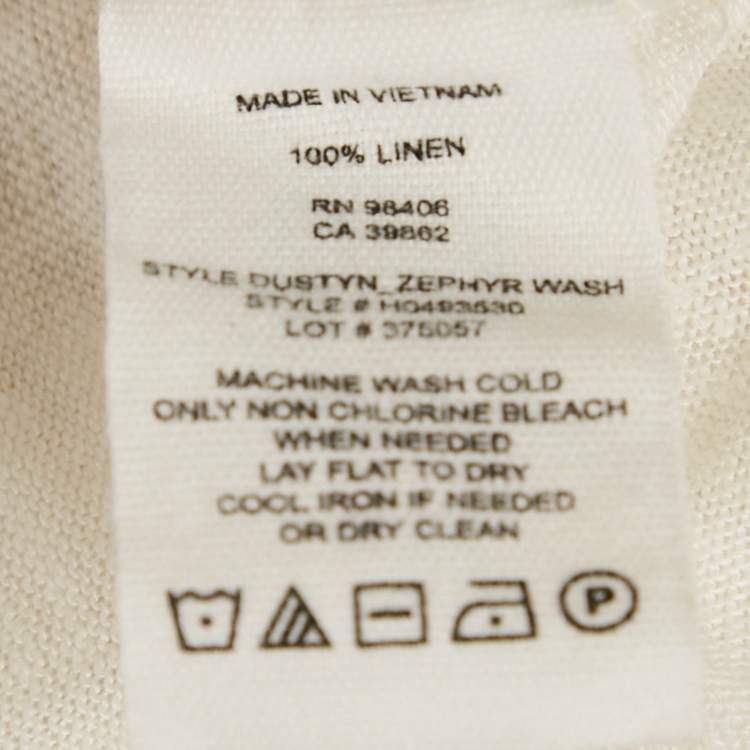 MADE IN VIETNAM
100% LINEN
RN 98406
CA 39862
STYLE DUSTYN_ZEPHYR WASH
STYLE # H0493530
LOT # 375057
MACHINE WASH COLD
ONLY NON CHLORINE BLEACH
WHEN NEEDED
LAY FLAT TO DRY
COOL IRON IF NEEDED
OR DRY CLEAN
P